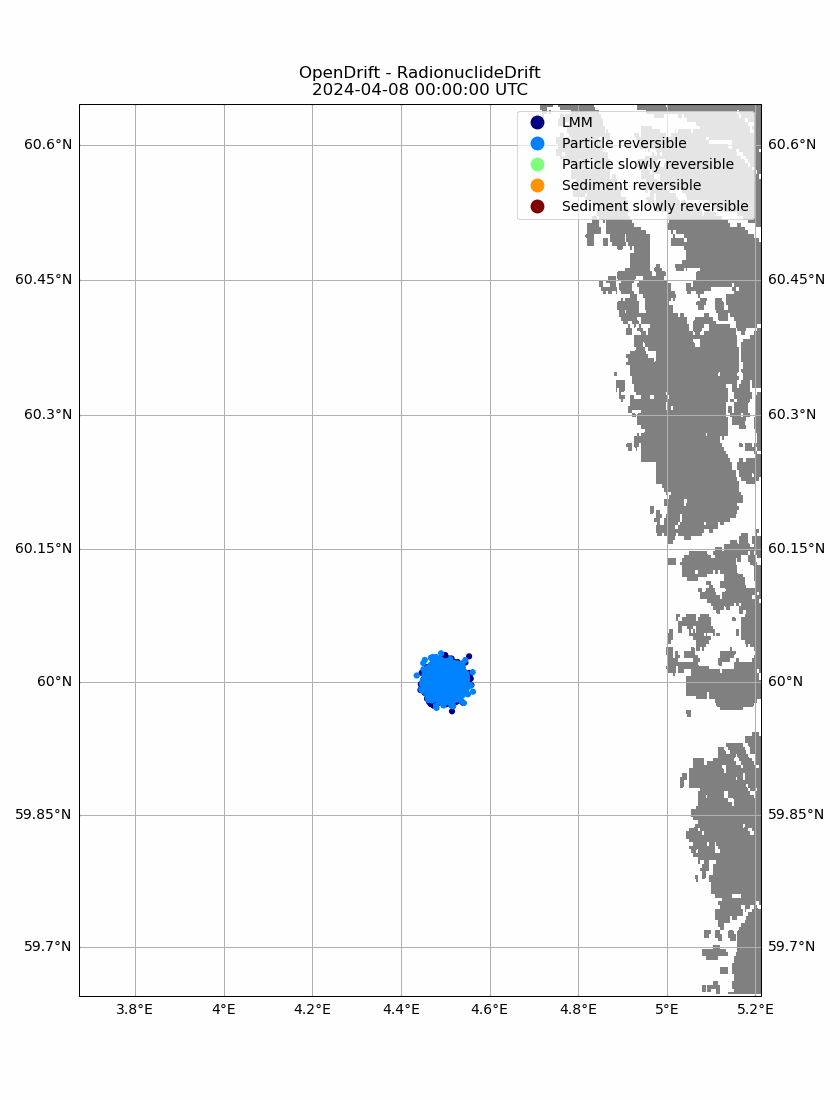 OpenDrift - RadionuclideDrift
2024-04-08 00:00:00 UTC
LMM
Particle reversible
Particle slowly reversible
Sediment reversible
Sediment slowly reversible
60.6°N 60.6°N
60.45°N 60.45°N
60.3°N 60.3°N
60.15°N 60.15°N
60°N 60°N
59.85°N 59.85°N
59.7°N 59.7°N
3.8°E 4°E 4.2°E 4.4°E 4.6°E 4.8°E 5°E 5.2°E